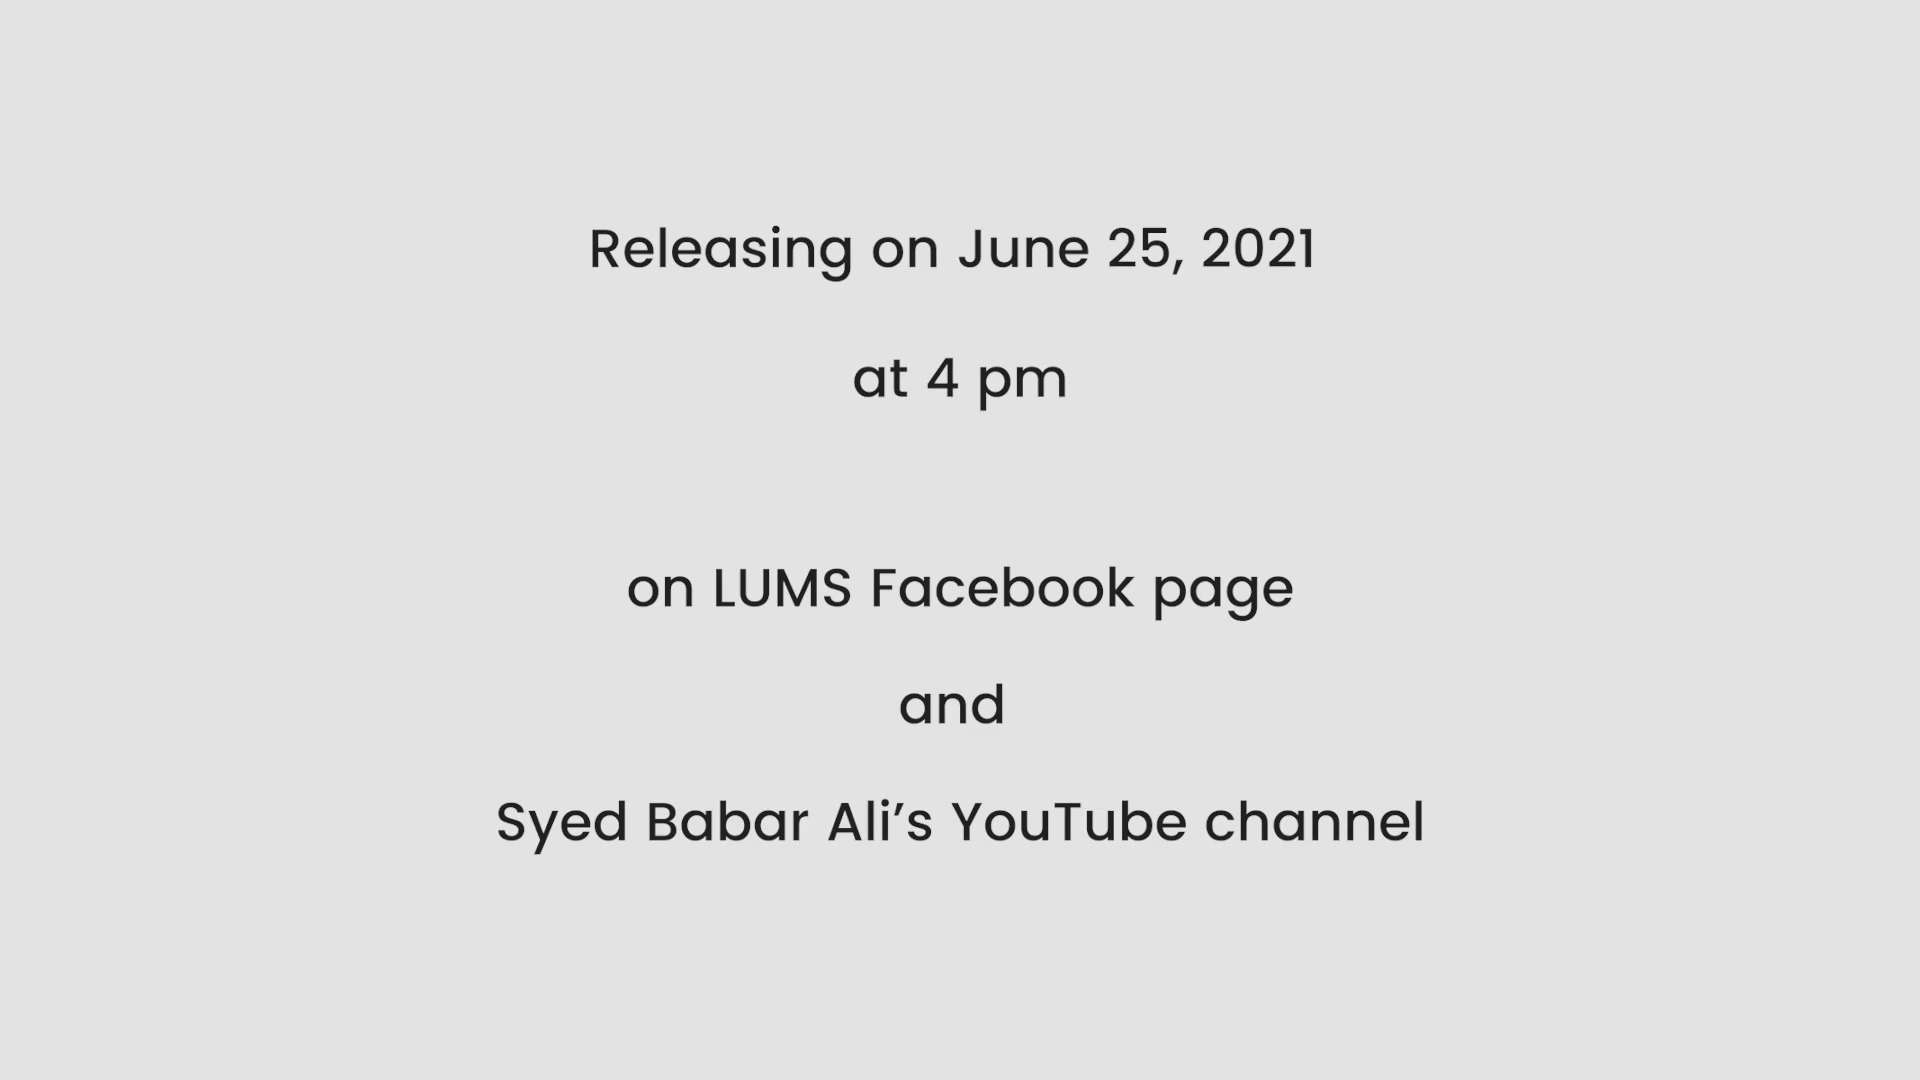 Releasing on June 25, 2021
at 4 pm
on LUMS Facebook page
and
Syed Babar Ali’s YouTube channel